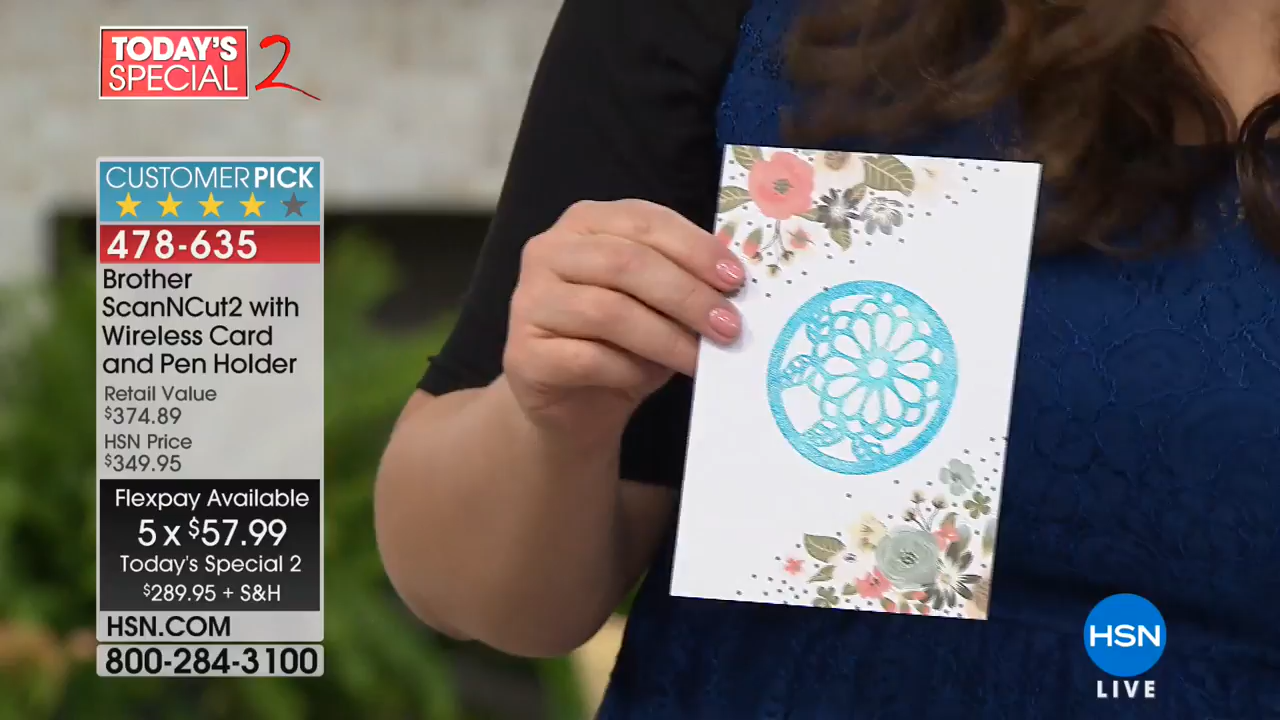 TODAY'S
SPECIAL 2
CUSTOMER PICK
478-635
Brother
ScanNCut2 with
Wireless Card
and Pen Holder
Retail Value
$374.89
HSN Price
$349.95
Flexpay Available
5 x $57.99
Today's Special 2
$289.95 + S&H
HSN.COM
800-284-3100
HSN
LIVE